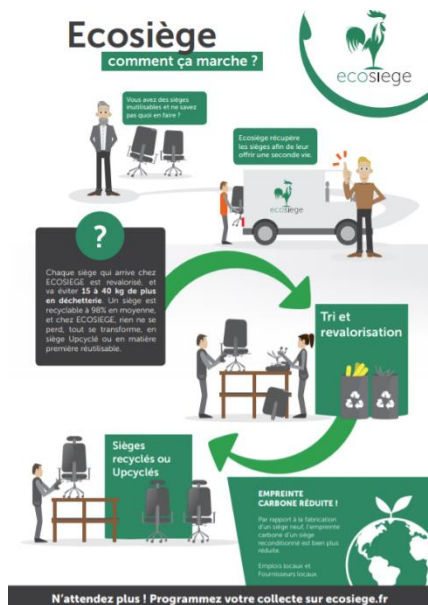 Ecosiège
comment ça marche ?
ecosiege
Vous avez des sièges
inutilisables et ne savez
pas quoi en faire ?
Ecosiège récupère
les sièges afin de leur
offrir une seconde vie.
ecosiege
?
Chaque siège qui arrive chez
ECOSIEGE est revalorisé, et
va éviter 15 à 40 kg de plus
en déchetterie. Un siège est
recyclable à 98% en moyenne,
et chez ECOSIEGE, rien ne se
perd, tout se transforme, en
siège Upcyclé ou en matière
première réutilisable.
Tri et
revalorisation
Sièges
recyclés ou
Upcyclés
EMPREINTE
CARBONE RÉDUITE !
Par rapport à la fabrication
d'un siège neuf, l'empreinte
carbone d'un siège
reconditionné est bien plus
réduite.
Emplois locaux et
Fournisseurs locaux.
N'attendez plus ! Programmez votre collecte sur ecosiege.fr